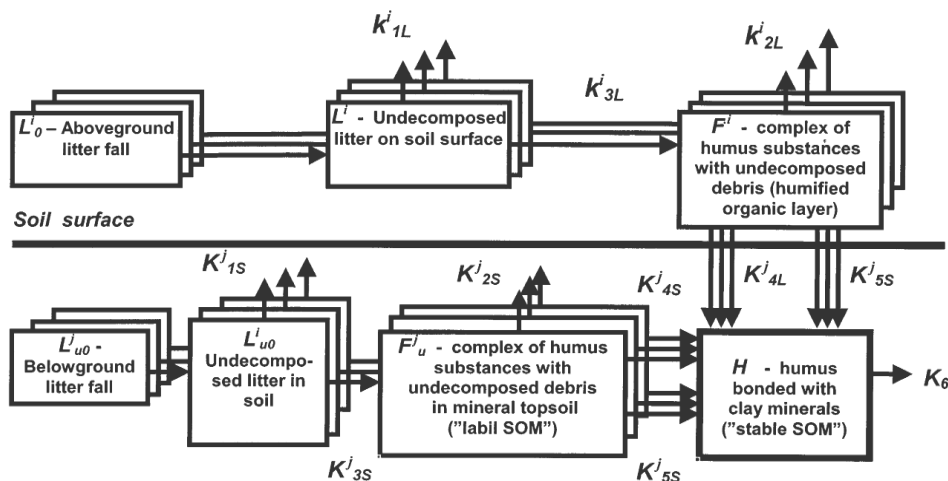 k^i_1L
k^i_2L
k^i_3L
L^i_0 – Aboveground
litter fall
L^i - Undecomposed
litter on soil surface
F^i - complex of
humus substances
with undecomposed
debris (humified
organic layer)
Soil surface
K^j_1S
K^j_2S
K^j_4S
K^j_4L
K^j_5S
L^j_u0 –
Belowground
litter fall
L^i_u0
Undecompo-
sed litter in
soil
F^j_u - complex of humus
substances with
undecomposed debris
in mineral topsoil
("labil SOM")
H - humus
bonded with
clay minerals
("stable SOM")
K_6
K^j_3S
K^j_5S